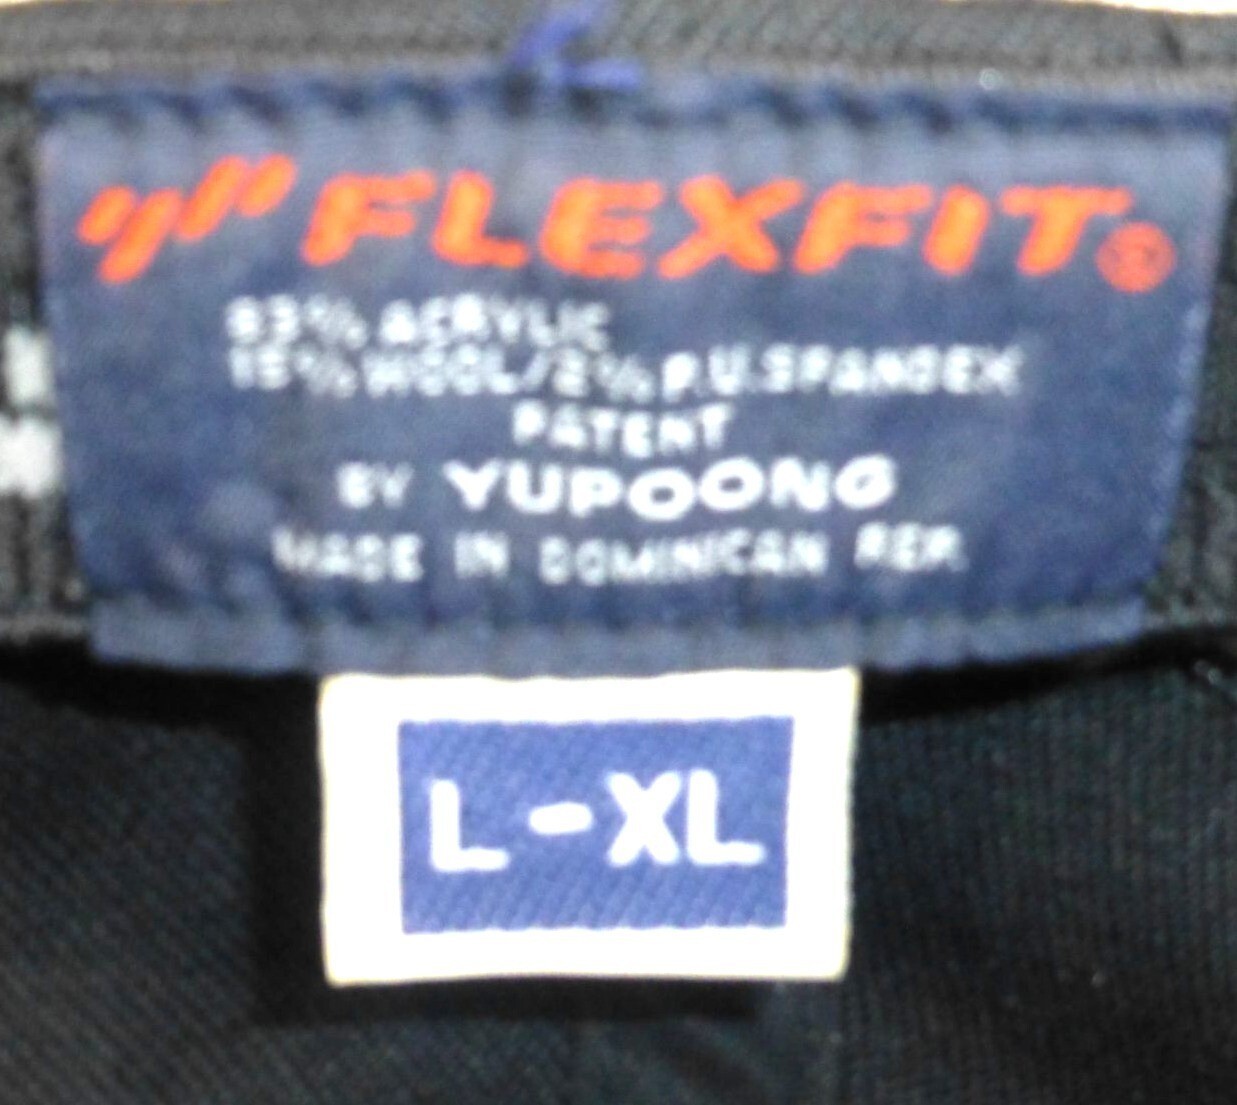 FLEXFIT®
83% ACRYLIC
15% WOOL/2% P.U.SPANDEX
PATENT
BY YUPOONG
MADE IN DOMINICAN REP.
L-XL